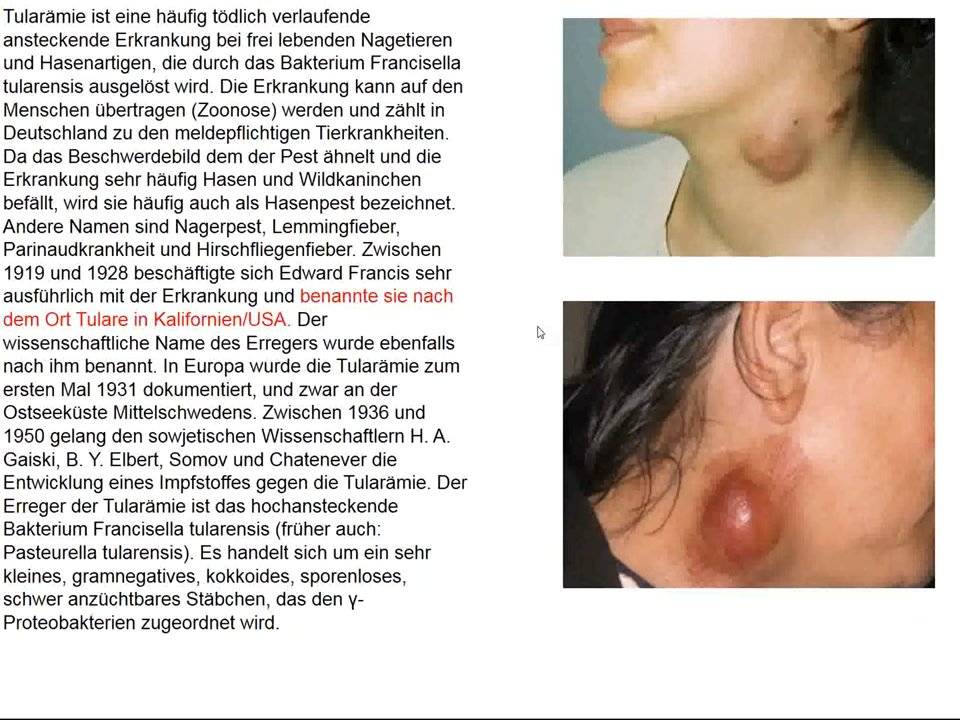 Tularämie ist eine häufig tödlich verlaufende
ansteckende Erkrankung bei frei lebenden Nagetieren
und Hasenartigen, die durch das Bakterium Francisella
tularensis ausgelöst wird. Die Erkrankung kann auf den
Menschen übertragen (Zoonose) werden und zählt in
Deutschland zu den meldepflichtigen Tierkrankheiten.
Da das Beschwerdebild dem der Pest ähnelt und die
Erkrankung sehr häufig Hasen und Wildkaninchen
befällt, wird sie häufig auch als Hasenpest bezeichnet.
Andere Namen sind Nagerpest, Lemmingfieber,
Parinaudkrankheit und Hirschfliegenfieber. Zwischen
1919 und 1928 beschäftigte sich Edward Francis sehr
ausführlich mit der Erkrankung und benannte sie nach
dem Ort Tulare in Kalifornien/USA. Der
wissenschaftliche Name des Erregers wurde ebenfalls
nach ihm benannt. In Europa wurde die Tularämie zum
ersten Mal 1931 dokumentiert, und zwar an der
Ostseeküste Mittelschwedens. Zwischen 1936 und
1950 gelang den sowjetischen Wissenschaftlern H. A.
Gaiski, B. Y. Elbert, Somov und Chatenever die
Entwicklung eines Impfstoffes gegen die Tularämie. Der
Erreger der Tularämie ist das hochansteckende
Bakterium Francisella tularensis (früher auch:
Pasteurella tularensis). Es handelt sich um ein sehr
kleines, gramnegatives, kokkoides, sporenloses,
schwer anzüchtbares Stäbchen, das den γ-
Proteobakterien zugeordnet wird.